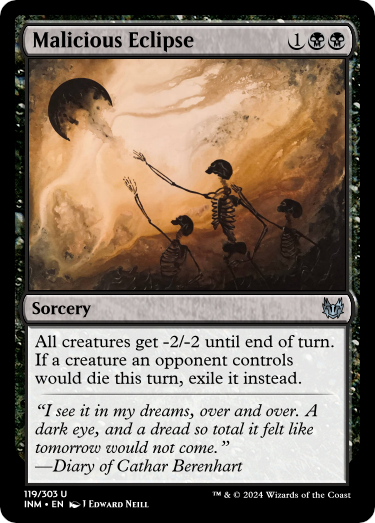 Malicious Eclipse 1
Sorcery
All creatures get -2/-2 until end of turn.
If a creature an opponent controls
would die this turn, exile it instead.
“I see it in my dreams, over and over. A
dark eye, and a dread so total it felt like
tomorrow would not come.”
—Diary of Cathar Berenhart
119/303 U
INM • EN J Edward Neill
™ & © 2024 Wizards of the Coast